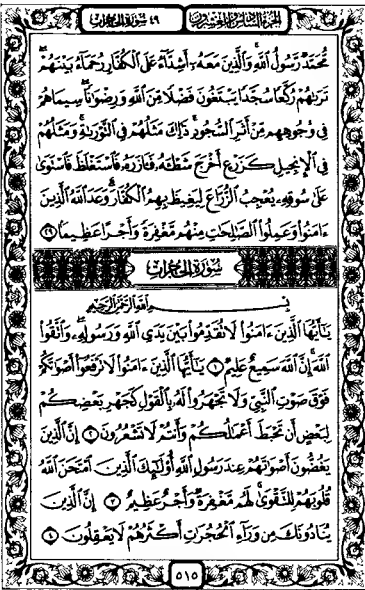 ٤٩ سورة الحجرات الجزء السادس والعشرون
مُّحَمَّدٌ رَّسُولُ ٱللَّهِ وَٱلَّذِينَ مَعَهُۥٓ أَشِدَّآءُ عَلَى ٱلْكُفَّارِ رُحَمَآءُ بَيْنَهُمْ
تَرَىٰهُمْ رُكَّعًا سُجَّدًا يَبْتَغُونَ فَضْلًا مِّنَ ٱللَّهِ وَرِضْوَٰنًا سِيمَاهُمْ
فِى وُجُوهِهِم مِّنْ أَثَرِ ٱلسُّجُودِ ذَٰلِكَ مَثَلُهُمْ فِى ٱلتَّوْرَىٰةِ وَمَثَلُهُمْ
فِى ٱلْإِنجِيلِ كَزَرْعٍ أَخْرَجَ شَطْـَٔهُۥ فَـَٔازَرَهُۥ فَٱسْتَغْلَظَ فَٱسْتَوَىٰ
عَلَىٰ سُوقِهِۦ يُعْجِبُ ٱلزُّرَّاعَ لِيَغِيظَ بِهِمُ ٱلْكُفَّارَ وَعَدَ ٱللَّهُ ٱلَّذِينَ
ءَامَنُوا۟ وَعَمِلُوا۟ ٱلصَّٰلِحَٰتِ مِنْهُم مَّغْفِرَةً وَأَجْرًا عَظِيمًۢا ٢٩
سُورَةُ الحُجُرَات
بِسْمِ ٱللَّهِ ٱلرَّحْمَٰنِ ٱلرَّحِيمِ
يَٰٓأَيُّهَا ٱلَّذِينَ ءَامَنُوا۟ لَا تُقَدِّمُوا۟ بَيْنَ يَدَىِ ٱللَّهِ وَرَسُولِهِۦ وَٱتَّقُوا۟
ٱللَّهَ إِنَّ ٱللَّهَ سَمِيعٌ عَلِيمٌ ١ يَٰٓأَيُّهَا ٱلَّذِينَ ءَامَنُوا۟ لَا تَرْفَعُوٓا۟ أَصْوَٰتَكُمْ
فَوْقَ صَوْتِ ٱلنَّبِىِّ وَلَا تَجْهَرُوا۟ لَهُۥ بِٱلْقَوْلِ كَجَهْرِ بَعْضِكُمْ
لِبَعْضٍ أَن تَحْبَطَ أَعْمَٰلُكُمْ وَأَنتُمْ لَا تَشْعُرُونَ ٢ إِنَّ ٱلَّذِينَ
يَغُضُّونَ أَصْوَٰتَهُمْ عِندَ رَسُولِ ٱللَّهِ أُو۟لَٰٓئِكَ ٱلَّذِينَ ٱمْتَحَنَ ٱللَّهُ
قُلُوبَهُمْ لِلتَّقْوَىٰ لَهُم مَّغْفِرَةٌ وَأَجْرٌ عَظِيمٌ ٣ إِنَّ ٱلَّذِينَ
يُنَادُونَكَ مِن وَرَآءِ ٱلْحُجُرَٰتِ أَكْثَرُهُمْ لَا يَعْقِلُونَ ٤
٥١٥